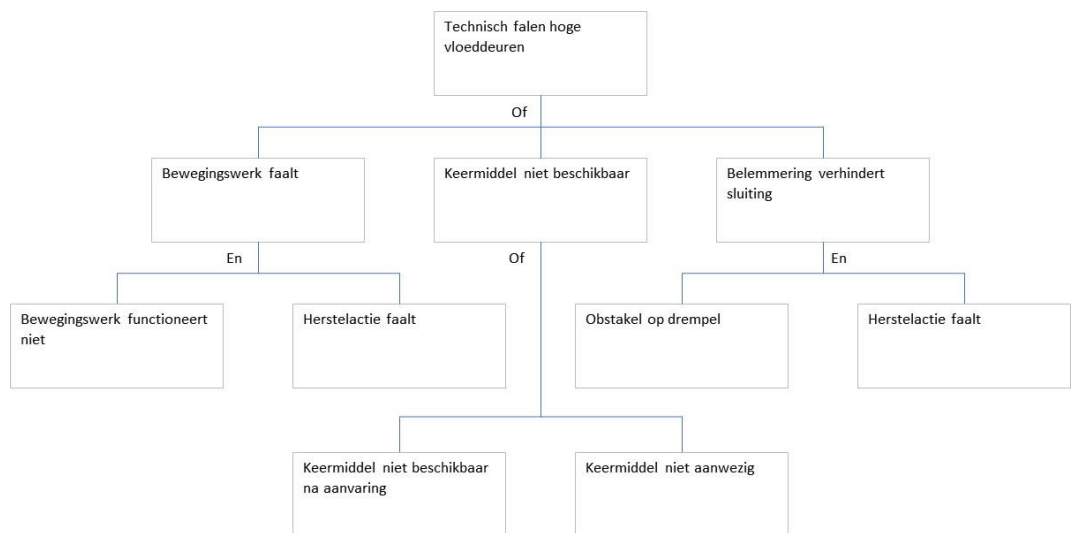 Technisch falen hoge
vloeddeuren
Of
Bewegingswerk faalt
Keermiddel niet beschikbaar
Belemmering verhindert
sluiting
En
Of
En
Bewegingswerk functioneert
niet
Herstelactie faalt
Obstakel op drempel
Herstelactie faalt
Keermiddel niet beschikbaar
na aanvaring
Keermiddel niet aanwezig